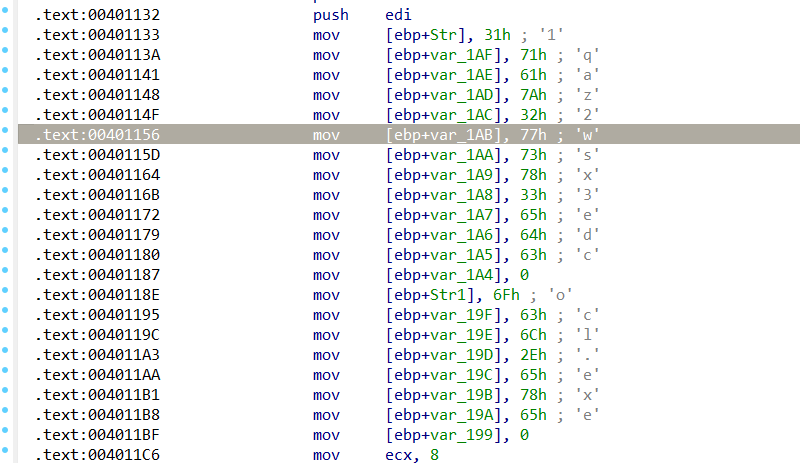 .text:00401132 push edi
.text:00401133 mov [ebp+Str], 31h ; '1'
.text:0040113A mov [ebp+var_1AF], 71h ; 'q'
.text:00401141 mov [ebp+var_1AE], 61h ; 'a'
.text:00401148 mov [ebp+var_1AD], 7Ah ; 'z'
.text:0040114F mov [ebp+var_1AC], 32h ; '2'
.text:00401156 mov [ebp+var_1AB], 77h ; 'w'
.text:0040115D mov [ebp+var_1AA], 73h ; 's'
.text:00401164 mov [ebp+var_1A9], 78h ; 'x'
.text:0040116B mov [ebp+var_1A8], 33h ; '3'
.text:00401172 mov [ebp+var_1A7], 65h ; 'e'
.text:00401179 mov [ebp+var_1A6], 64h ; 'd'
.text:00401180 mov [ebp+var_1A5], 63h ; 'c'
.text:00401187 mov [ebp+var_1A4], 0
.text:0040118E mov [ebp+Str1], 6Fh ; 'o'
.text:00401195 mov [ebp+var_19F], 63h ; 'c'
.text:0040119C mov [ebp+var_19E], 6Ch ; 'l'
.text:004011A3 mov [ebp+var_19D], 2Eh ; '.'
.text:004011AA mov [ebp+var_19C], 65h ; 'e'
.text:004011B1 mov [ebp+var_19B], 78h ; 'x'
.text:004011B8 mov [ebp+var_19A], 65h ; 'e'
.text:004011BF mov [ebp+var_199], 0
.text:004011C6 mov ecx, 8